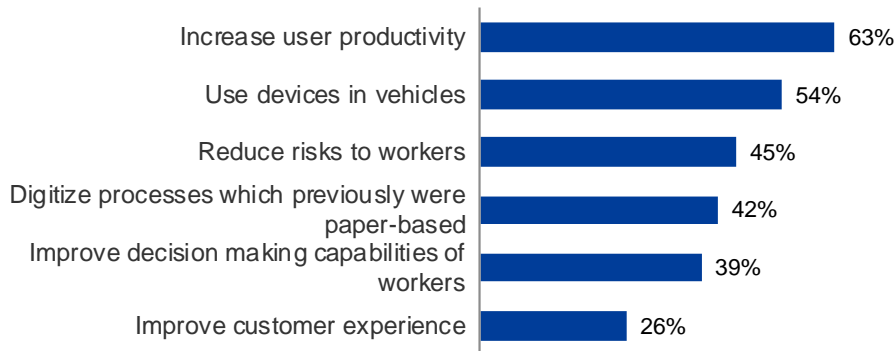 Increase user productivity 63%
Use devices in vehicles 54%
Reduce risks to workers 45%
Digitize processes which previously were
paper-based 42%
Improve decision making capabilities of
workers 39%
Improve customer experience 26%